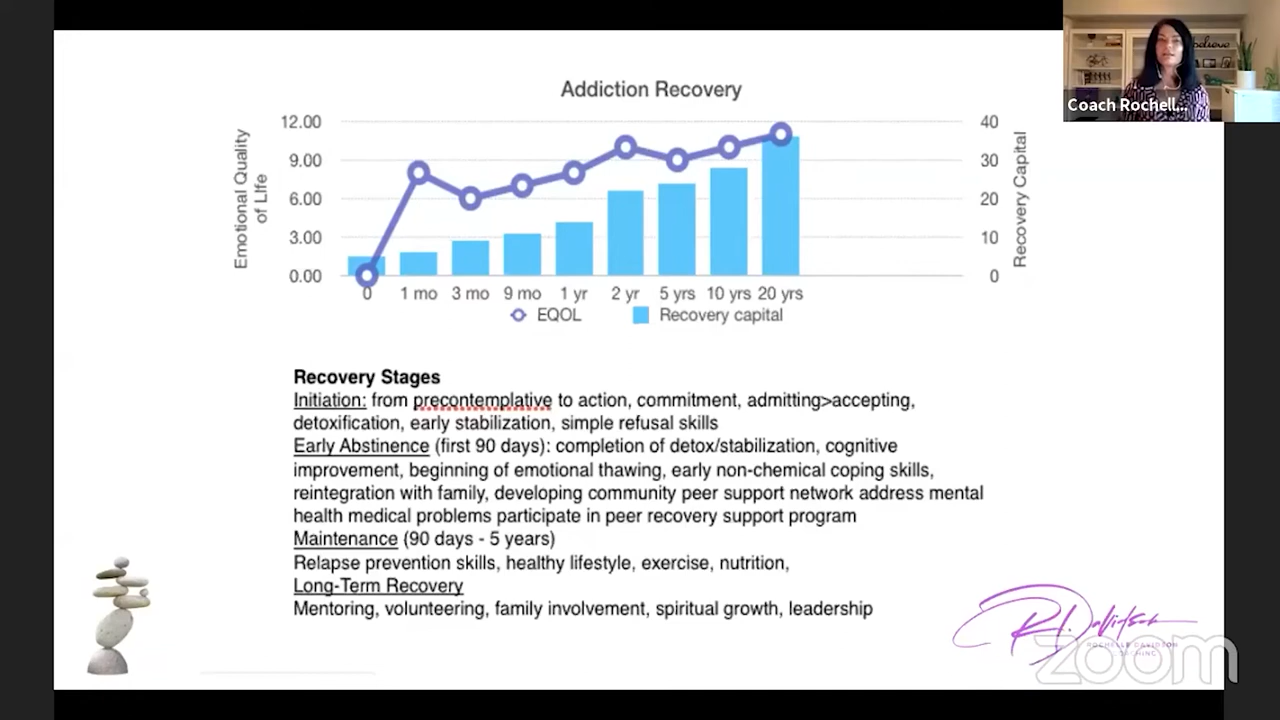 believe
Coach Rochell...
Addiction Recovery
Emotional Quality
of LIfe
12.00
9.00
6.00
3.00
0.00
40
30
20
10
0
Recovery Capital
0 1 mo 3 mo 9 mo 1 yr 2 yr 5 yrs 10 yrs 20 yrs
EQOL Recovery capital
Recovery Stages
Initiation: from precontemplative to action, commitment, admitting>accepting,
detoxification, early stabilization, simple refusal skills
Early Abstinence (first 90 days): completion of detox/stabilization, cognitive
improvement, beginning of emotional thawing, early non-chemical coping skills,
reintegration with family, developing community peer support network address mental
health medical problems participate in peer recovery support program
Maintenance (90 days - 5 years)
Relapse prevention skills, healthy lifestyle, exercise, nutrition,
Long-Term Recovery
Mentoring, volunteering, family involvement, spiritual growth, leadership
R. Davidson
ROCHELLE DAVIDSON
COACHING
zoom